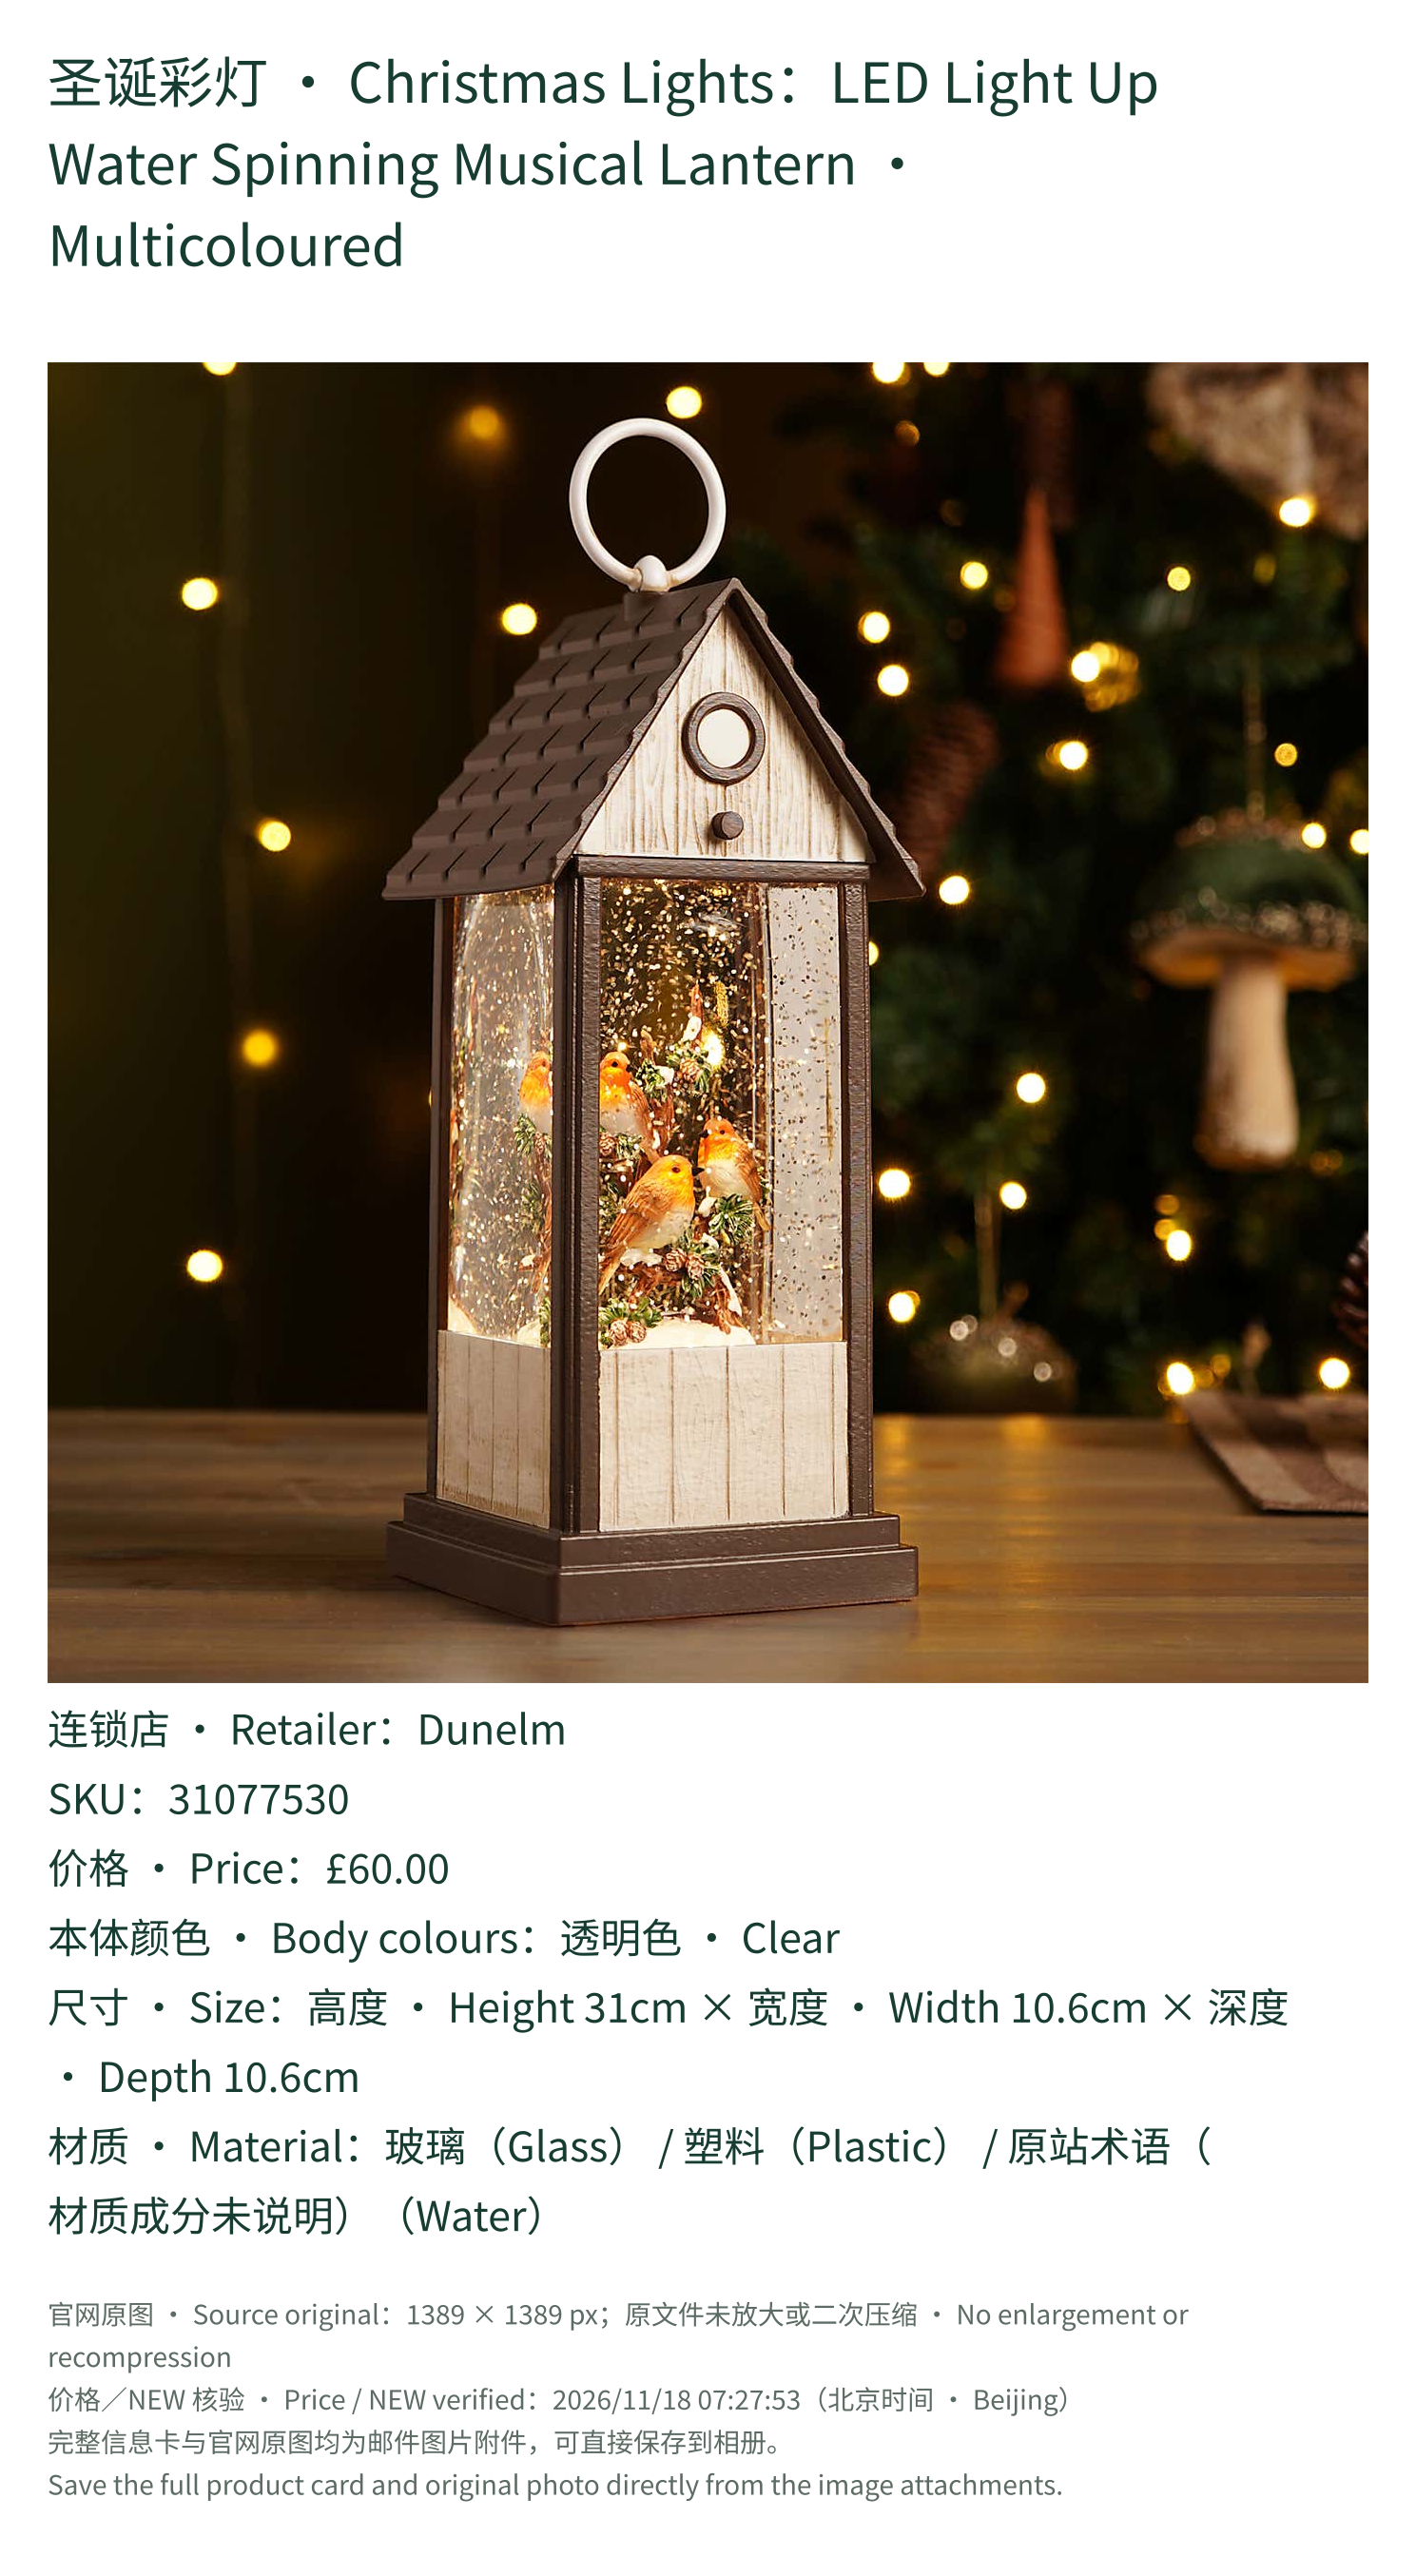 圣诞彩灯 · Christmas Lights：LED Light Up
Water Spinning Musical Lantern ·
Multicoloured
连锁店 · Retailer：Dunelm
SKU：31077530
价格 · Price：£60.00
本体颜色 · Body colours：透明色 · Clear
尺寸 · Size：高度 · Height 31cm × 宽度 · Width 10.6cm × 深度
· Depth 10.6cm
材质 · Material：玻璃（Glass） / 塑料（Plastic） / 原站术语（
材质成分未说明）（Water）
官网原图 · Source original：1389 × 1389 px；原文件未放大或二次压缩 · No enlargement or
recompression
价格／NEW 核验 · Price / NEW verified：2026/11/18 07:27:53（北京时间 · Beijing）
完整信息卡与官网原图均为邮件图片附件，可直接保存到相册。
Save the full product card and original photo directly from the image attachments.